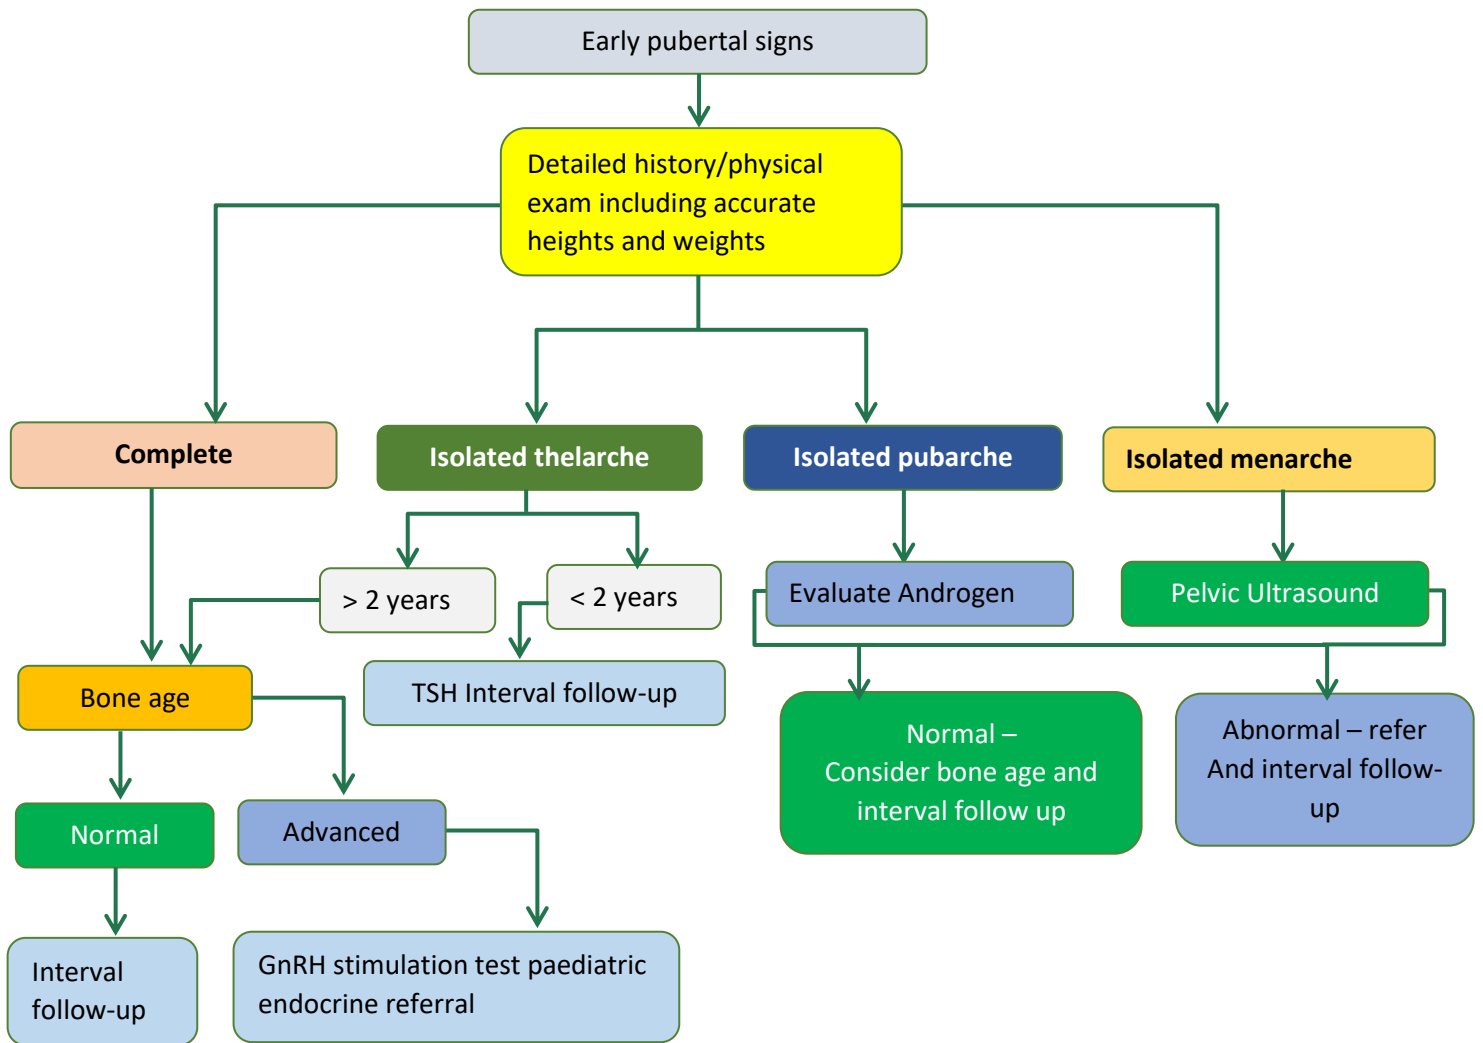 Early pubertal signs
Detailed history/physical
exam including accurate
heights and weights
Complete
Isolated thelarche
Isolated pubarche
Isolated menarche
> 2 years
< 2 years
Evaluate Androgen
Pelvic Ultrasound
Bone age
TSH Interval follow-up
Normal –
Consider bone age and
interval follow up
Abnormal – refer
And interval follow-
up
Normal
Advanced
Interval
follow-up
GnRH stimulation test paediatric
endocrine referral